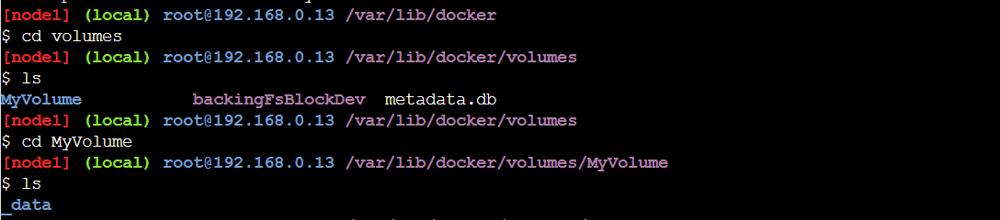 [node1] (local) root@192.168.0.13 /var/lib/docker
$ cd volumes
[node1] (local) root@192.168.0.13 /var/lib/docker/volumes
$ ls
MyVolume backingFsBlockDev metadata.db
[node1] (local) root@192.168.0.13 /var/lib/docker/volumes
$ cd MyVolume
[node1] (local) root@192.168.0.13 /var/lib/docker/volumes/MyVolume
$ ls
_data